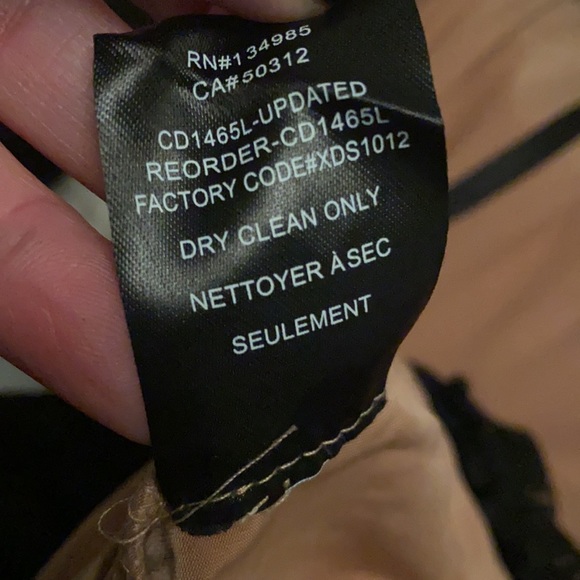 RN#134985
CA#50312
CD1465L-UPDATED
REORDER-CD1465L
FACTORY CODE#XDS1012
DRY CLEAN ONLY
NETTOYER ÀSEC
SEULEMENT